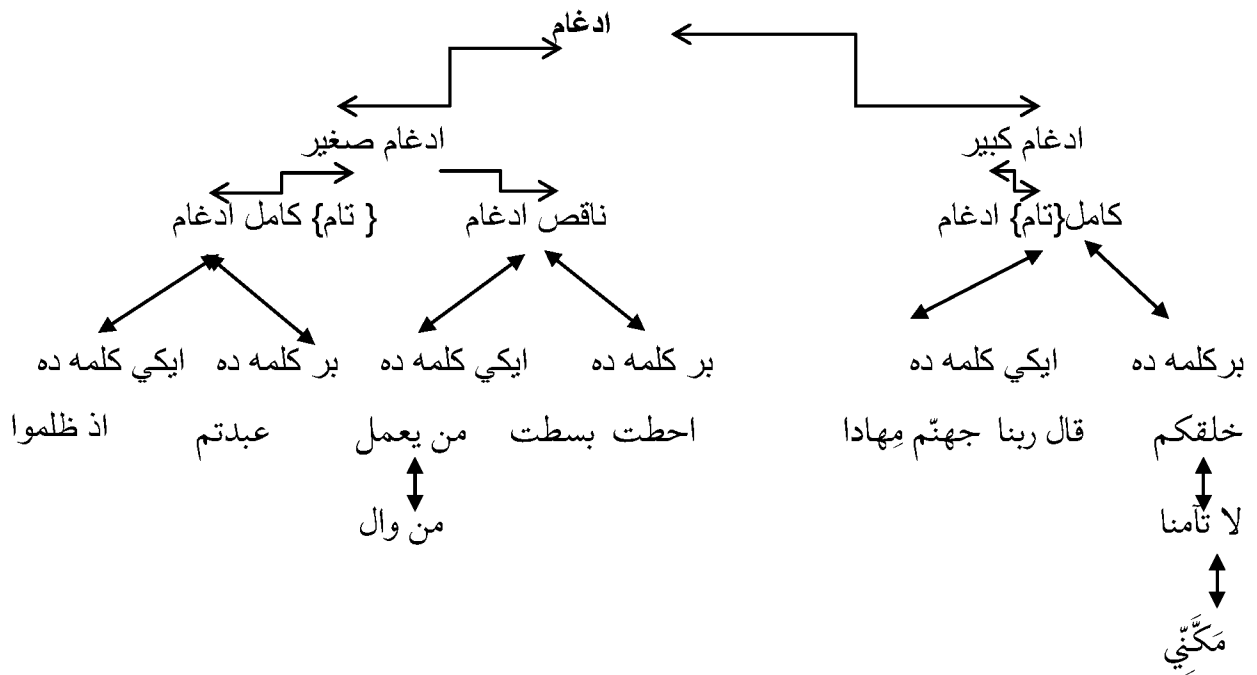 ادغام
ادغام كبير ادغام صغير
كامل{تام} ادغام ناقص ادغام { تام} كامل ادغام
بركلمه ده ايكي كلمه ده بر كلمه ده ايكي كلمه ده بر كلمه ده ايكي كلمه ده
خلقكم قال ربنا جهنّم مِهادا احطت بسطت من يعمل عبدتم اذ ظلموا
لا تآمنا من وال
مَكَّنِّي